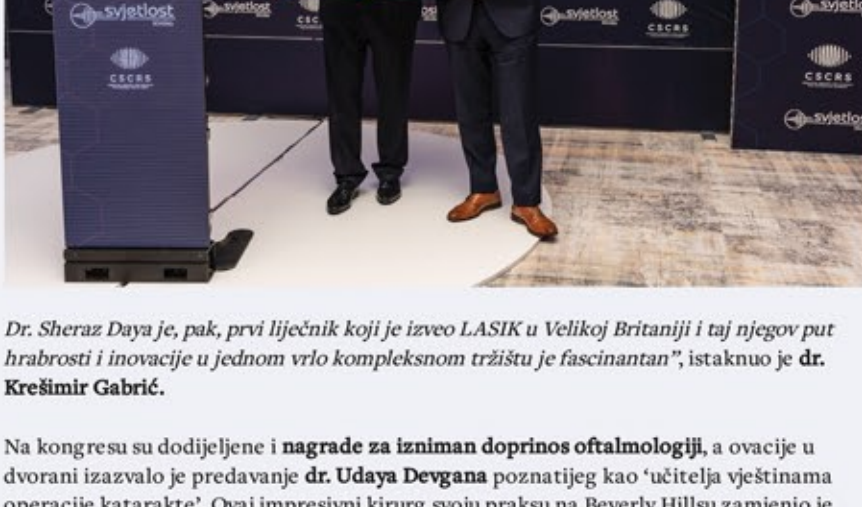 svjetlost
svjetlost
CSCRS
svjetlost
CSCRS
CSCRS
Dr. Sheraz Daya je, pak, prvi liječnik koji je izveo LASIK u Velikoj Britaniji i taj njegov put
hrabrosti i inovacije u jednom vrlo kompleksnom tržištu je fascinantan”, istaknuo je dr.
Krešimir Gabrić.
Na kongresu su dodijeljene i nagrade za izniman doprinos oftalmologiji, a ovacije u
dvorani izazvalo je predavanje dr. Udaya Devgana poznatijeg kao ‘učitelja vještinama
operacije katarakte’. Ovaj impresivni kirurg svoju praksu na Beverly Hillsu zamienio je